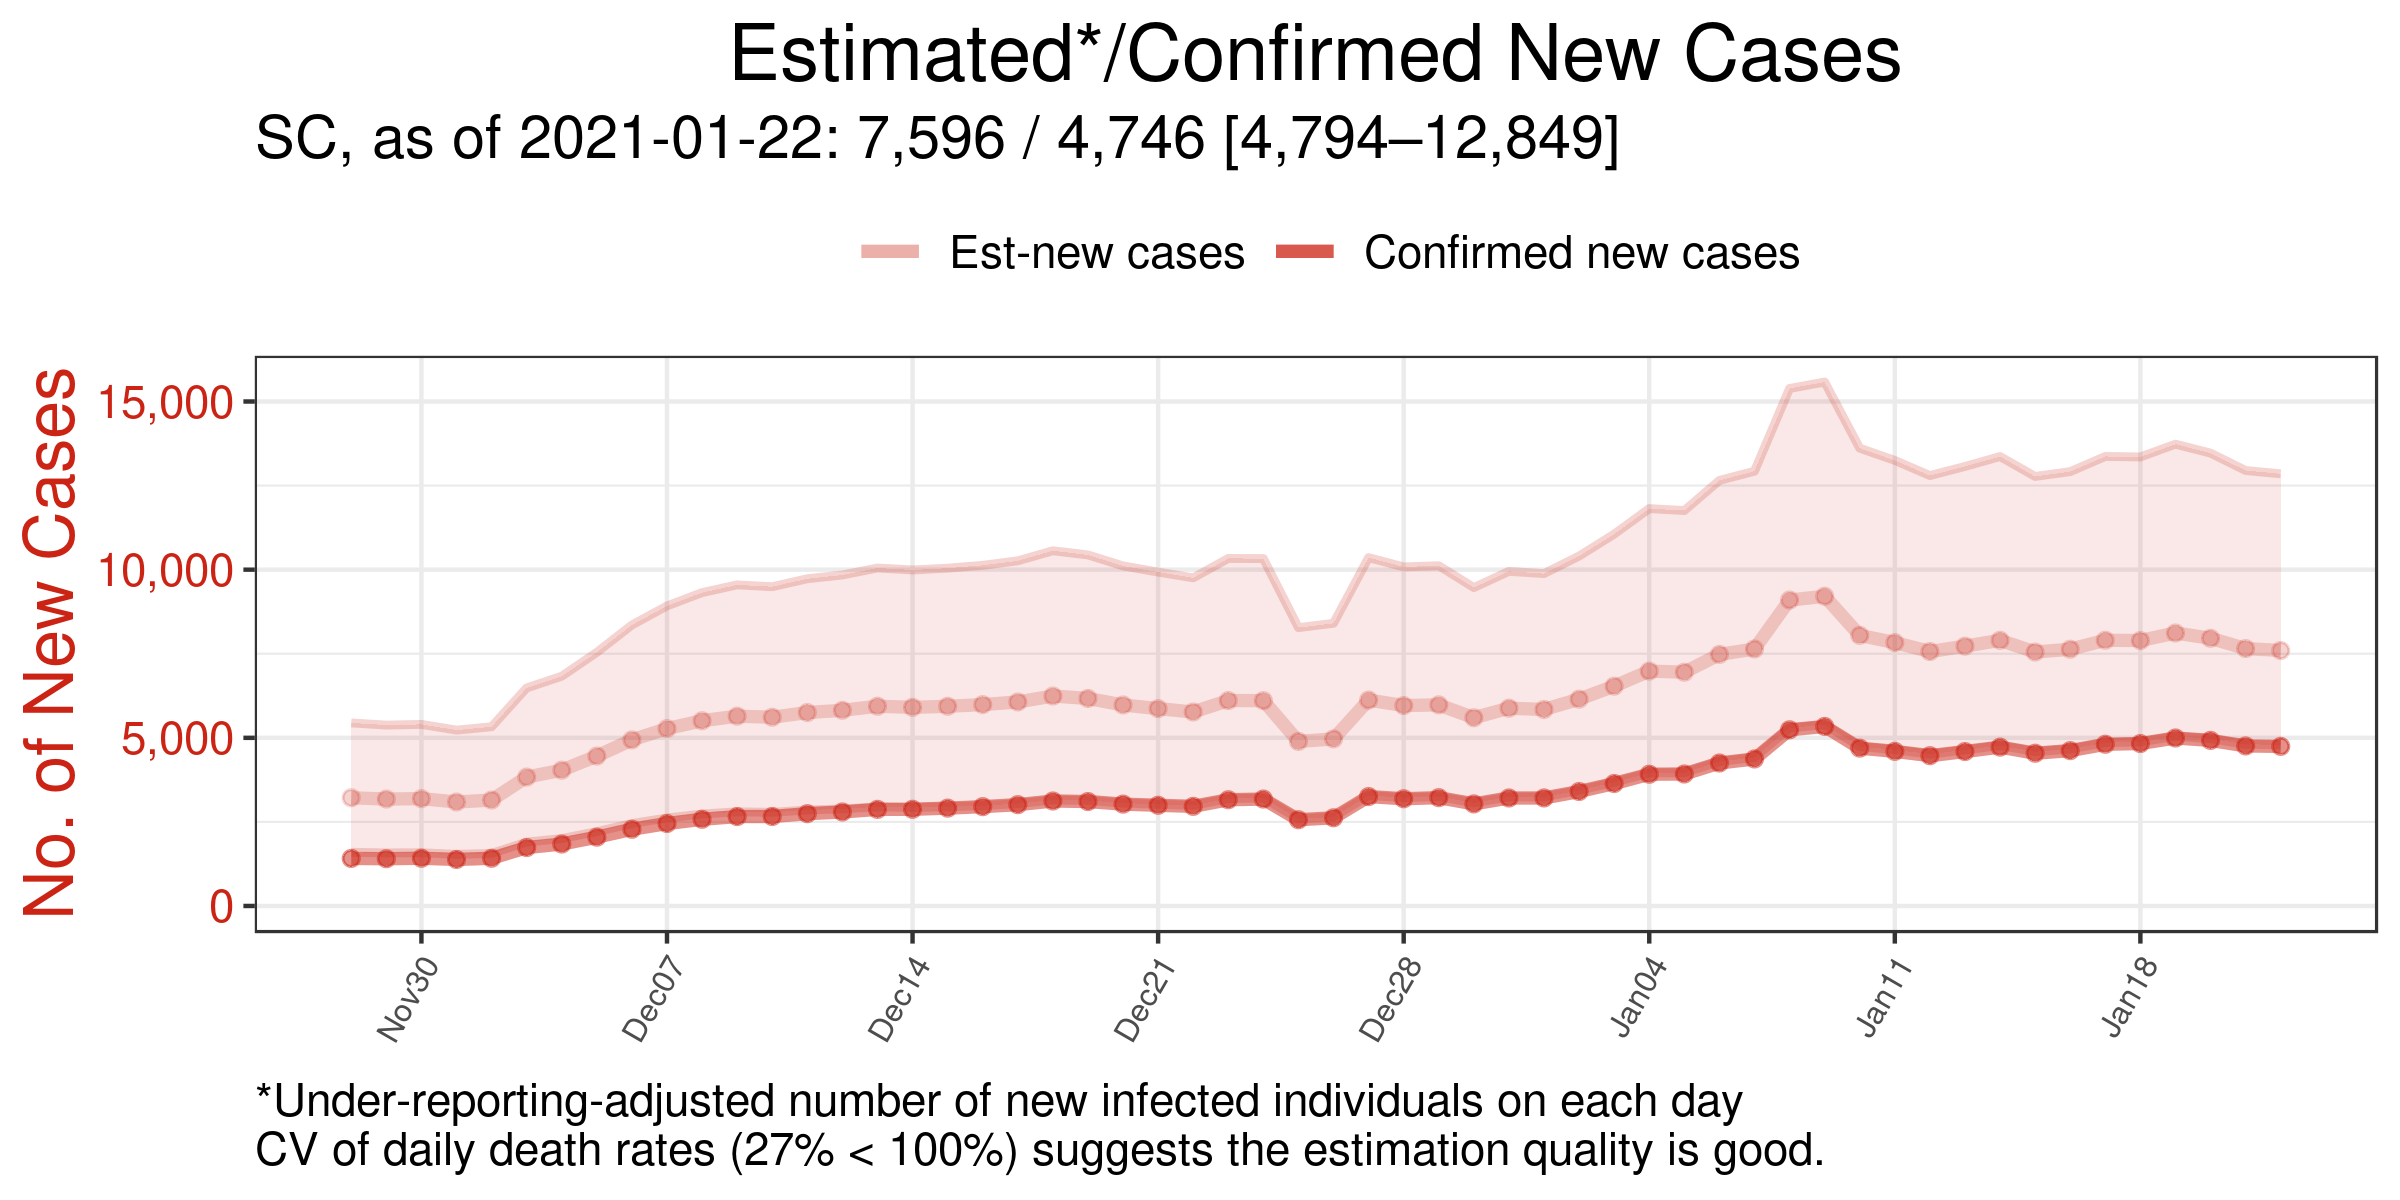 Estimated*/Confirmed New Cases
SC, as of 2021-01-22: 7,596 / 4,746 [4,794–12,849]
Est-new cases Confirmed new cases
No. of New Cases
15,000
10,000
5,000
0
Nov30 Dec07 Dec14 Dec21 Dec28 Jan04 Jan11 Jan18
*Under-reporting-adjusted number of new infected individuals on each day
CV of daily death rates (27% < 100%) suggests the estimation quality is good.